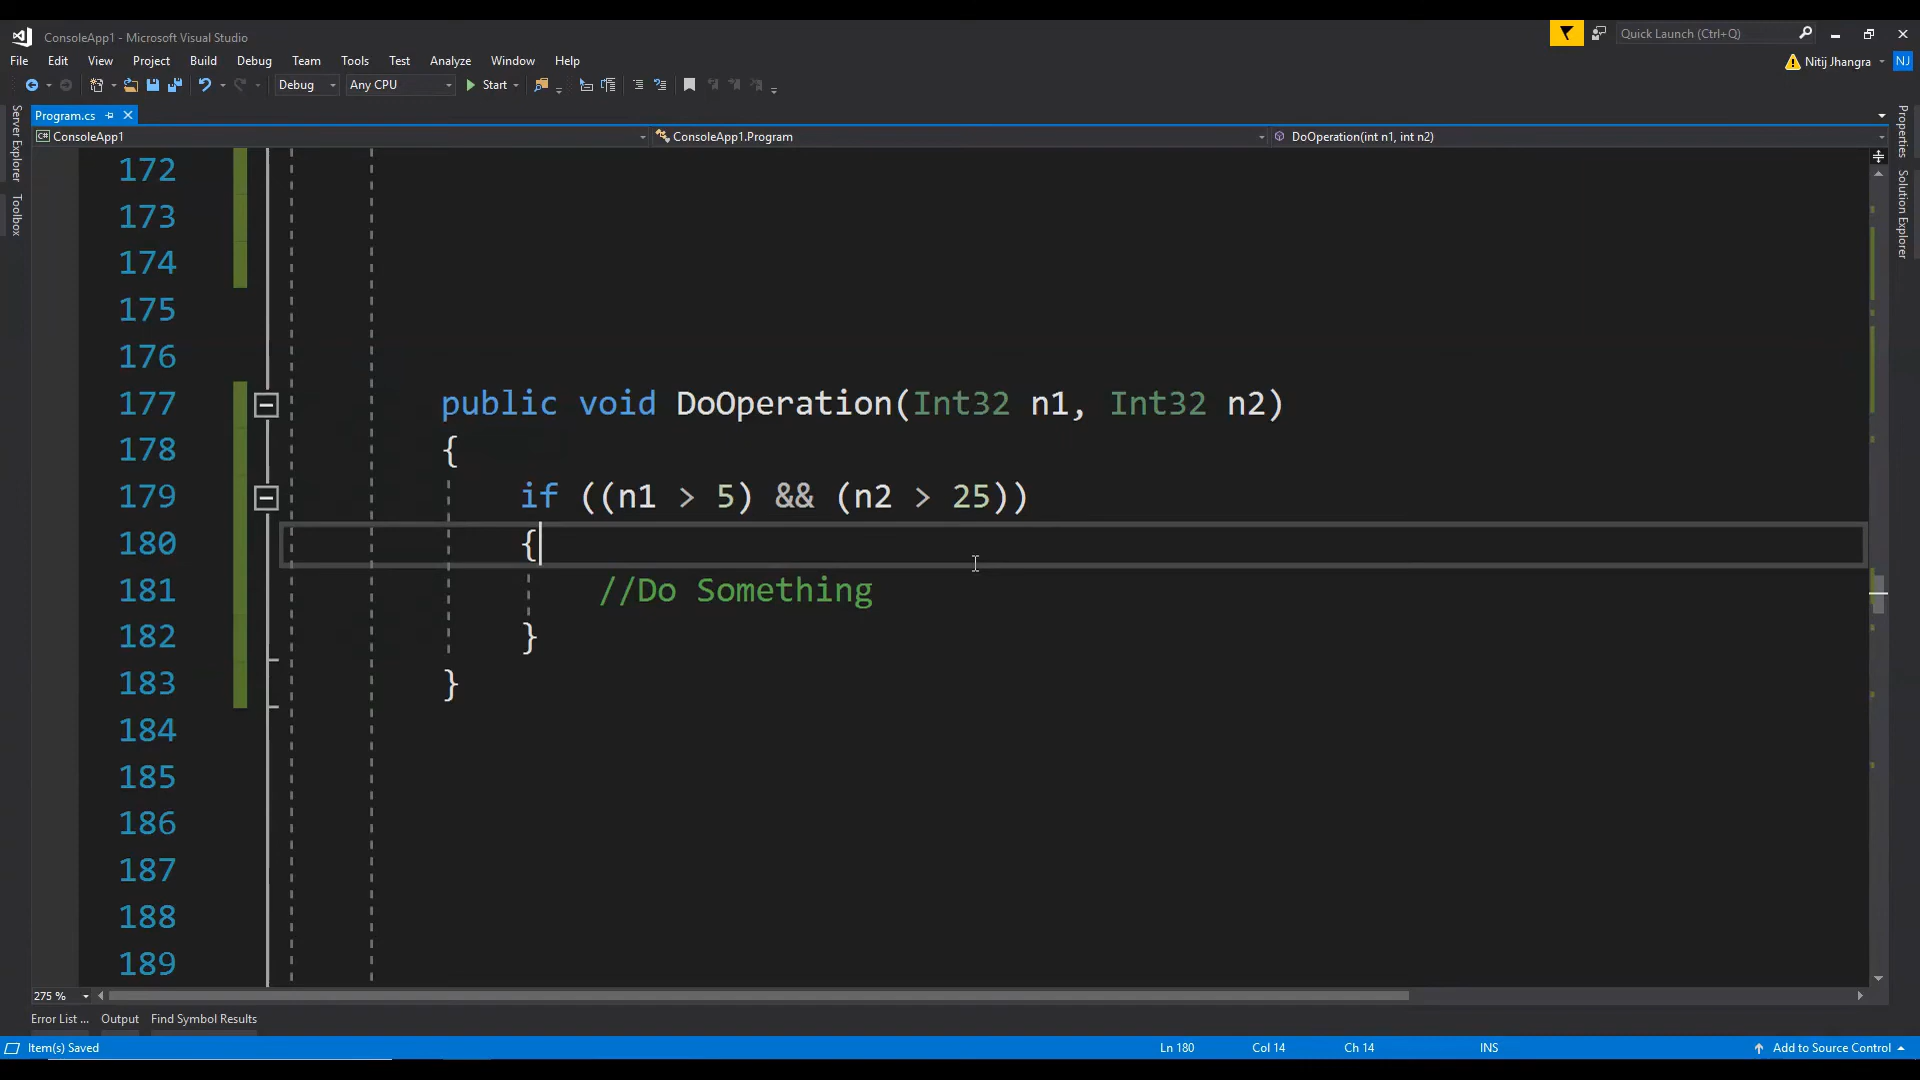 ConsoleApp1 - Microsoft Visual Studio
Quick Launch (Ctrl+Q)
File Edit View Project Build Debug Team Tools Test Analyze Window Help
Nitij Jhangra NJ
Debug Any CPU Start
Program.cs
ConsoleApp1 ConsoleApp1.Program DoOperation(int n1, int n2)
Server Explorer
Toolbox
Properties
Solution Explorer
172
173
174
175
176
177 public void DoOperation(Int32 n1, Int32 n2)
178 {
179 if ((n1 > 5) && (n2 > 25))
180 {
181 //Do Something
182 }
183 }
184
185
186
187
188
189
275 %
Error List ... Output Find Symbol Results
Item(s) Saved Ln 180 Col 14 Ch 14 INS Add to Source Control